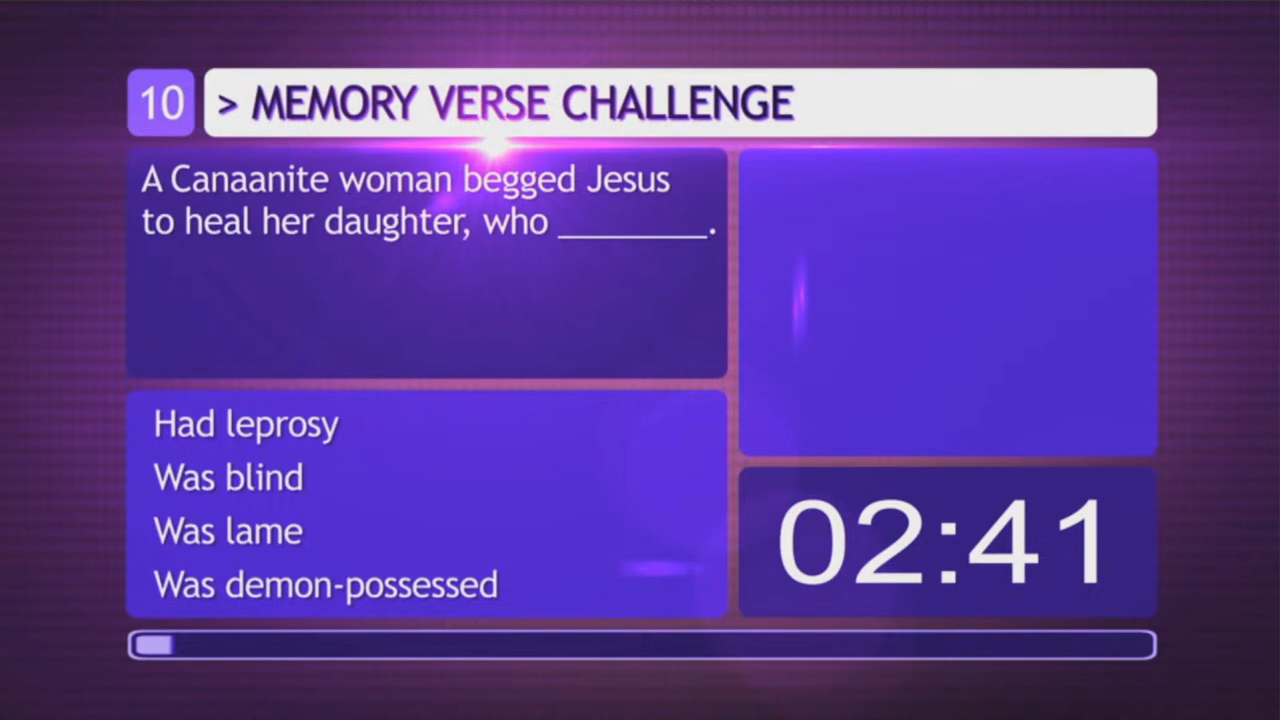 10
> MEMORY VERSE CHALLENGE
A Canaanite woman begged Jesus
to heal her daughter, who ________.
Had leprosy
Was blind
Was lame
Was demon-possessed
02:41